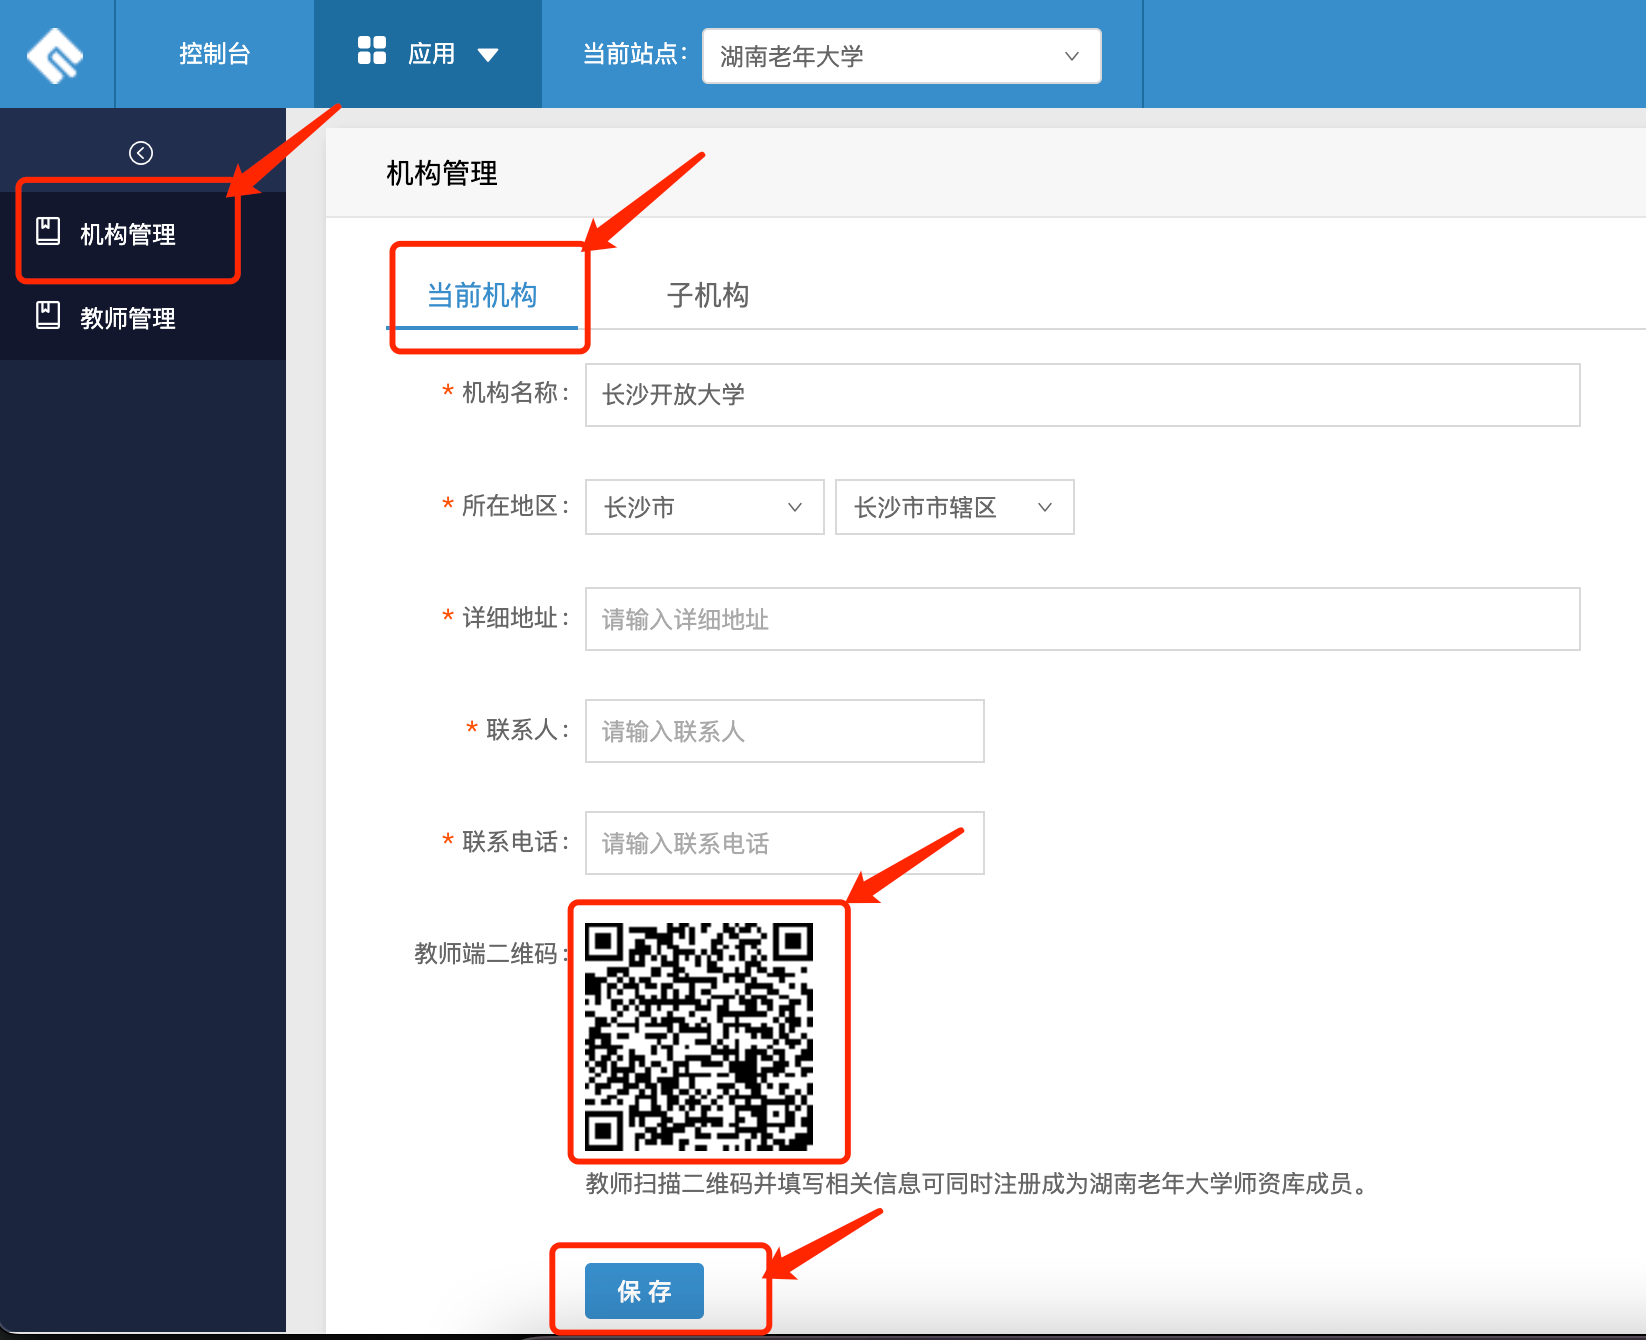 控制台
应用
当前站点：
湖南老年大学
机构管理
教师管理
机构管理
当前机构
子机构
* 机构名称：
长沙开放大学
* 所在地区：
长沙市
长沙市市辖区
* 详细地址：
请输入详细地址
* 联系人：
请输入联系人
* 联系电话：
请输入联系电话
教师端二维码：
教师扫描二维码并填写相关信息可同时注册成为湖南老年大学师资库成员。
保 存